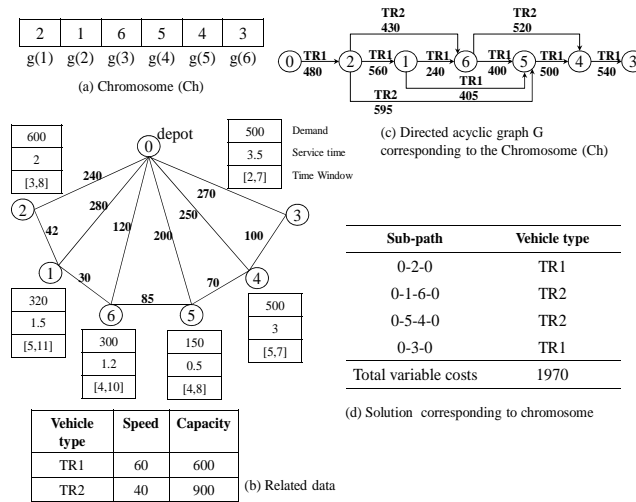 2 1 6 5 4 3
g(1) g(2) g(3) g(4) g(5) g(6)
(a) Chromosome (Ch)
TR2
430
TR2
520
0 TR1 2 TR1 1 TR1 6 TR1 5 TR1 4 TR1 3
480 560 240 400 500 540
TR1
405
TR2
595
(c) Directed acyclic graph G
corresponding to the Chromosome (Ch)
depot
0
600
2
[3,8]
500 Demand
3.5 Service time
[2,7] Time Window
240
280
120
200
250
270
2
42
1
30
6
85
5
70
4
100
3
320
1.5
[5,11]
300
1.2
[4,10]
150
0.5
[4,8]
500
3
[5,7]
Vehicle type Speed Capacity
TR1 60 600
TR2 40 900
(b) Related data
Sub-path Vehicle type
0-2-0 TR1
0-1-6-0 TR2
0-5-4-0 TR2
0-3-0 TR1
Total variable costs 1970
(d) Solution corresponding to chromosome